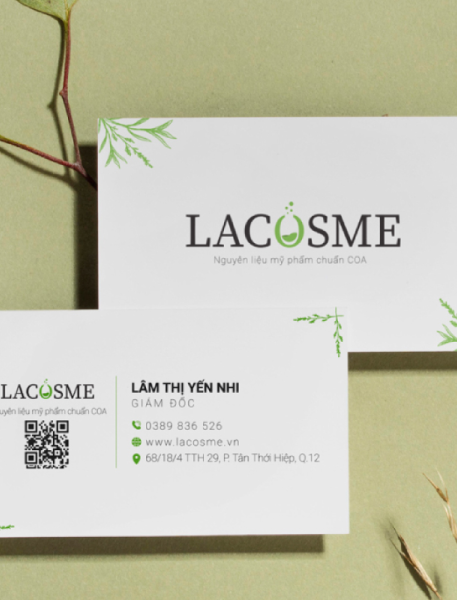 LACOSME
Nguyên liệu mỹ phẩm chuẩn COA
LACOSME
uyên liệu mỹ phẩm chuẩn COA
LÂM THỊ YẾN NHI
GIÁM ĐỐC
0389 836 526
www.lacosme.vn
68/18/4 TTH 29, P. Tân Thới Hiệp, Q.12